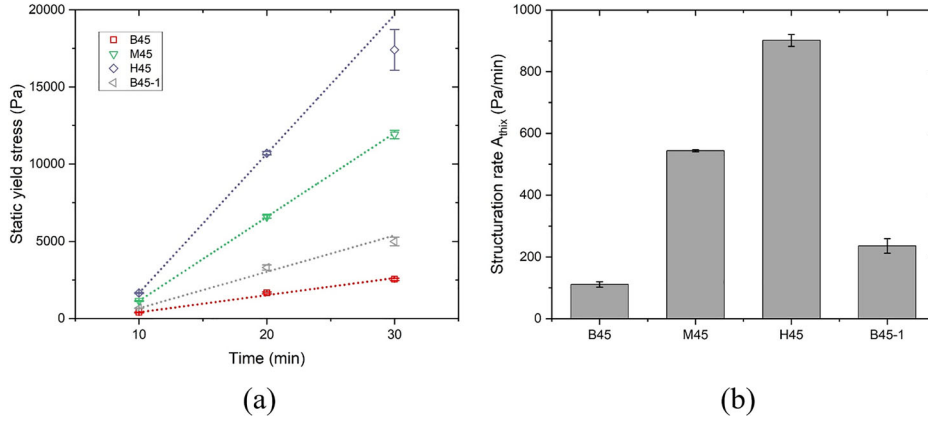 20000
15000
10000
5000
0
Static yield stress (Pa)
B45
M45
H45
B45-1
10
20
30
Time (min)
(a)
1000
800
600
400
200
0
Structuration rate Athix (Pa/min)
B45
M45
H45
B45-1
(b)